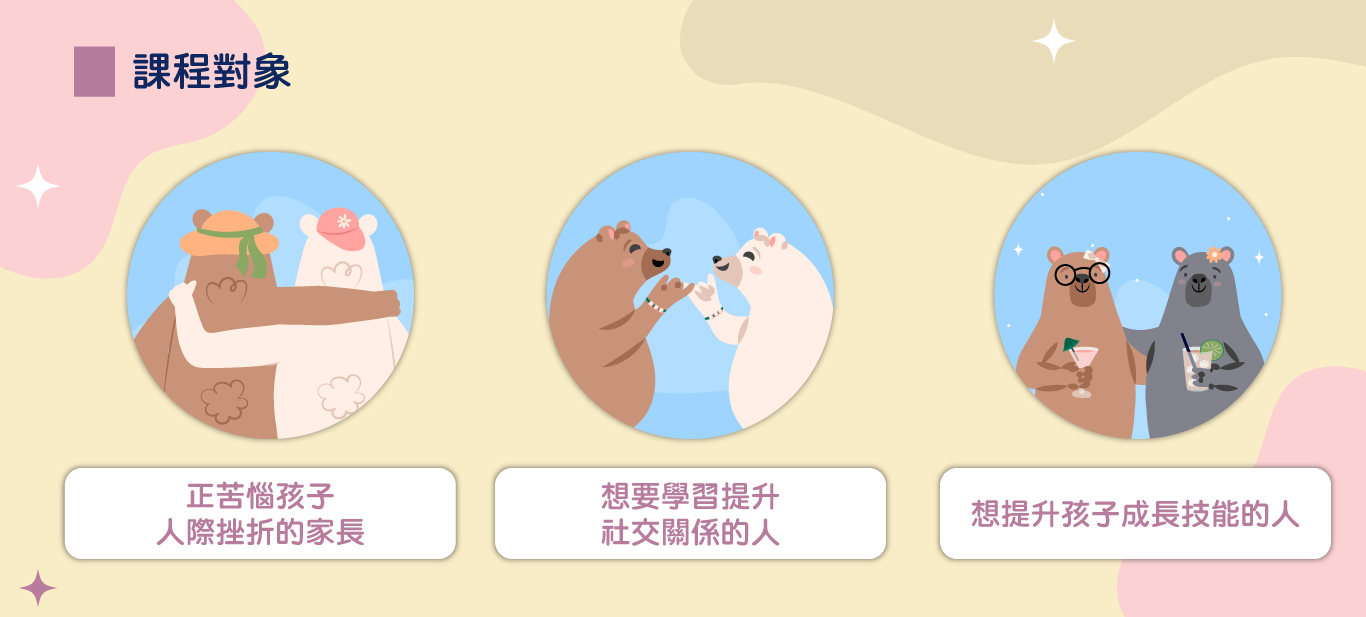 課程對象
正苦惱孩子
人際挫折的家長
想要學習提升
社交關係的人
想提升孩子成長技能的人